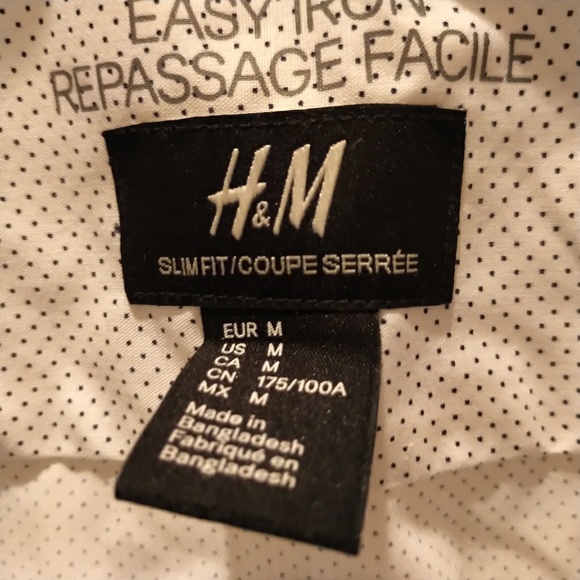 EASY IRON
REPASSAGE FACILE
H&M
SLIM FIT/COUPE SERRÉE
EUR M
US M
CA M
CN 175/100A
MX M
Made in
Bangladesh
Fabriqué en
Bangladesh